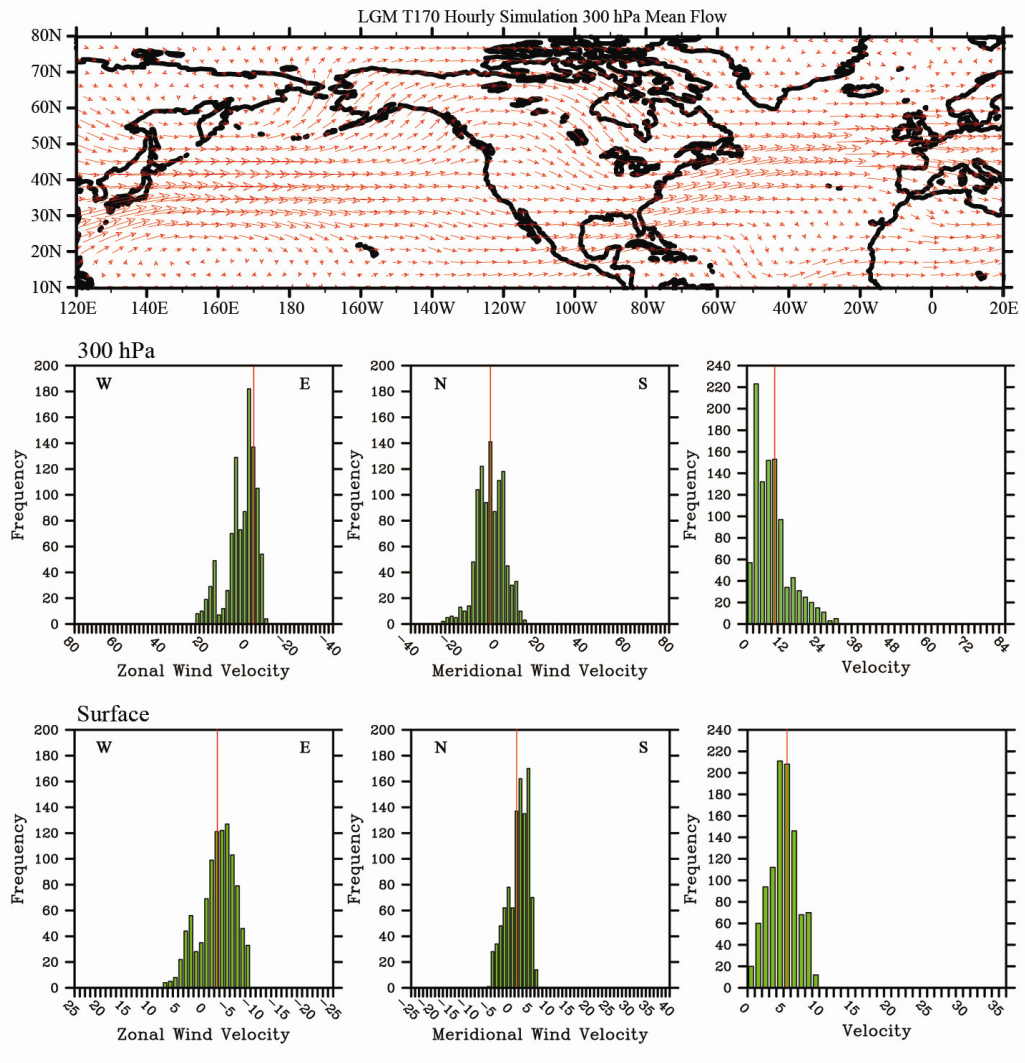 LGM T170 Hourly Simulation 300 hPa Mean Flow
80N
70N
60N
50N
40N
30N
20N
10N
120E 140E 160E 180 160W 140W 120W 100W 80W 60W 40W 20W 0 20E
300 hPa
200 180 160 140 120 100 80 60 40 20 0
Frequency
W E
80 60 40 20 0 -20 -40
Zonal Wind Velocity
200 180 160 140 120 100 80 60 40 20 0
Frequency
N S
-40 -20 0 20 40 60 80
Meridional Wind Velocity
240 220 200 180 160 140 120 100 80 60 40 20 0
Frequency
0 12 24 36 48 60 72 84
Velocity
Surface
200 180 160 140 120 100 80 60 40 20 0
Frequency
W E
25 20 15 10 5 0 -5 -10 -15 -20 -25
Zonal Wind Velocity
200 180 160 140 120 100 80 60 40 20 0
Frequency
N S
-25 -20 -15 -10 -5 0 5 10 15 20 25 30 35 40
Meridional Wind Velocity
240 220 200 180 160 140 120 100 80 60 40 20 0
Frequency
0 5 10 15 20 25 30 35
Velocity